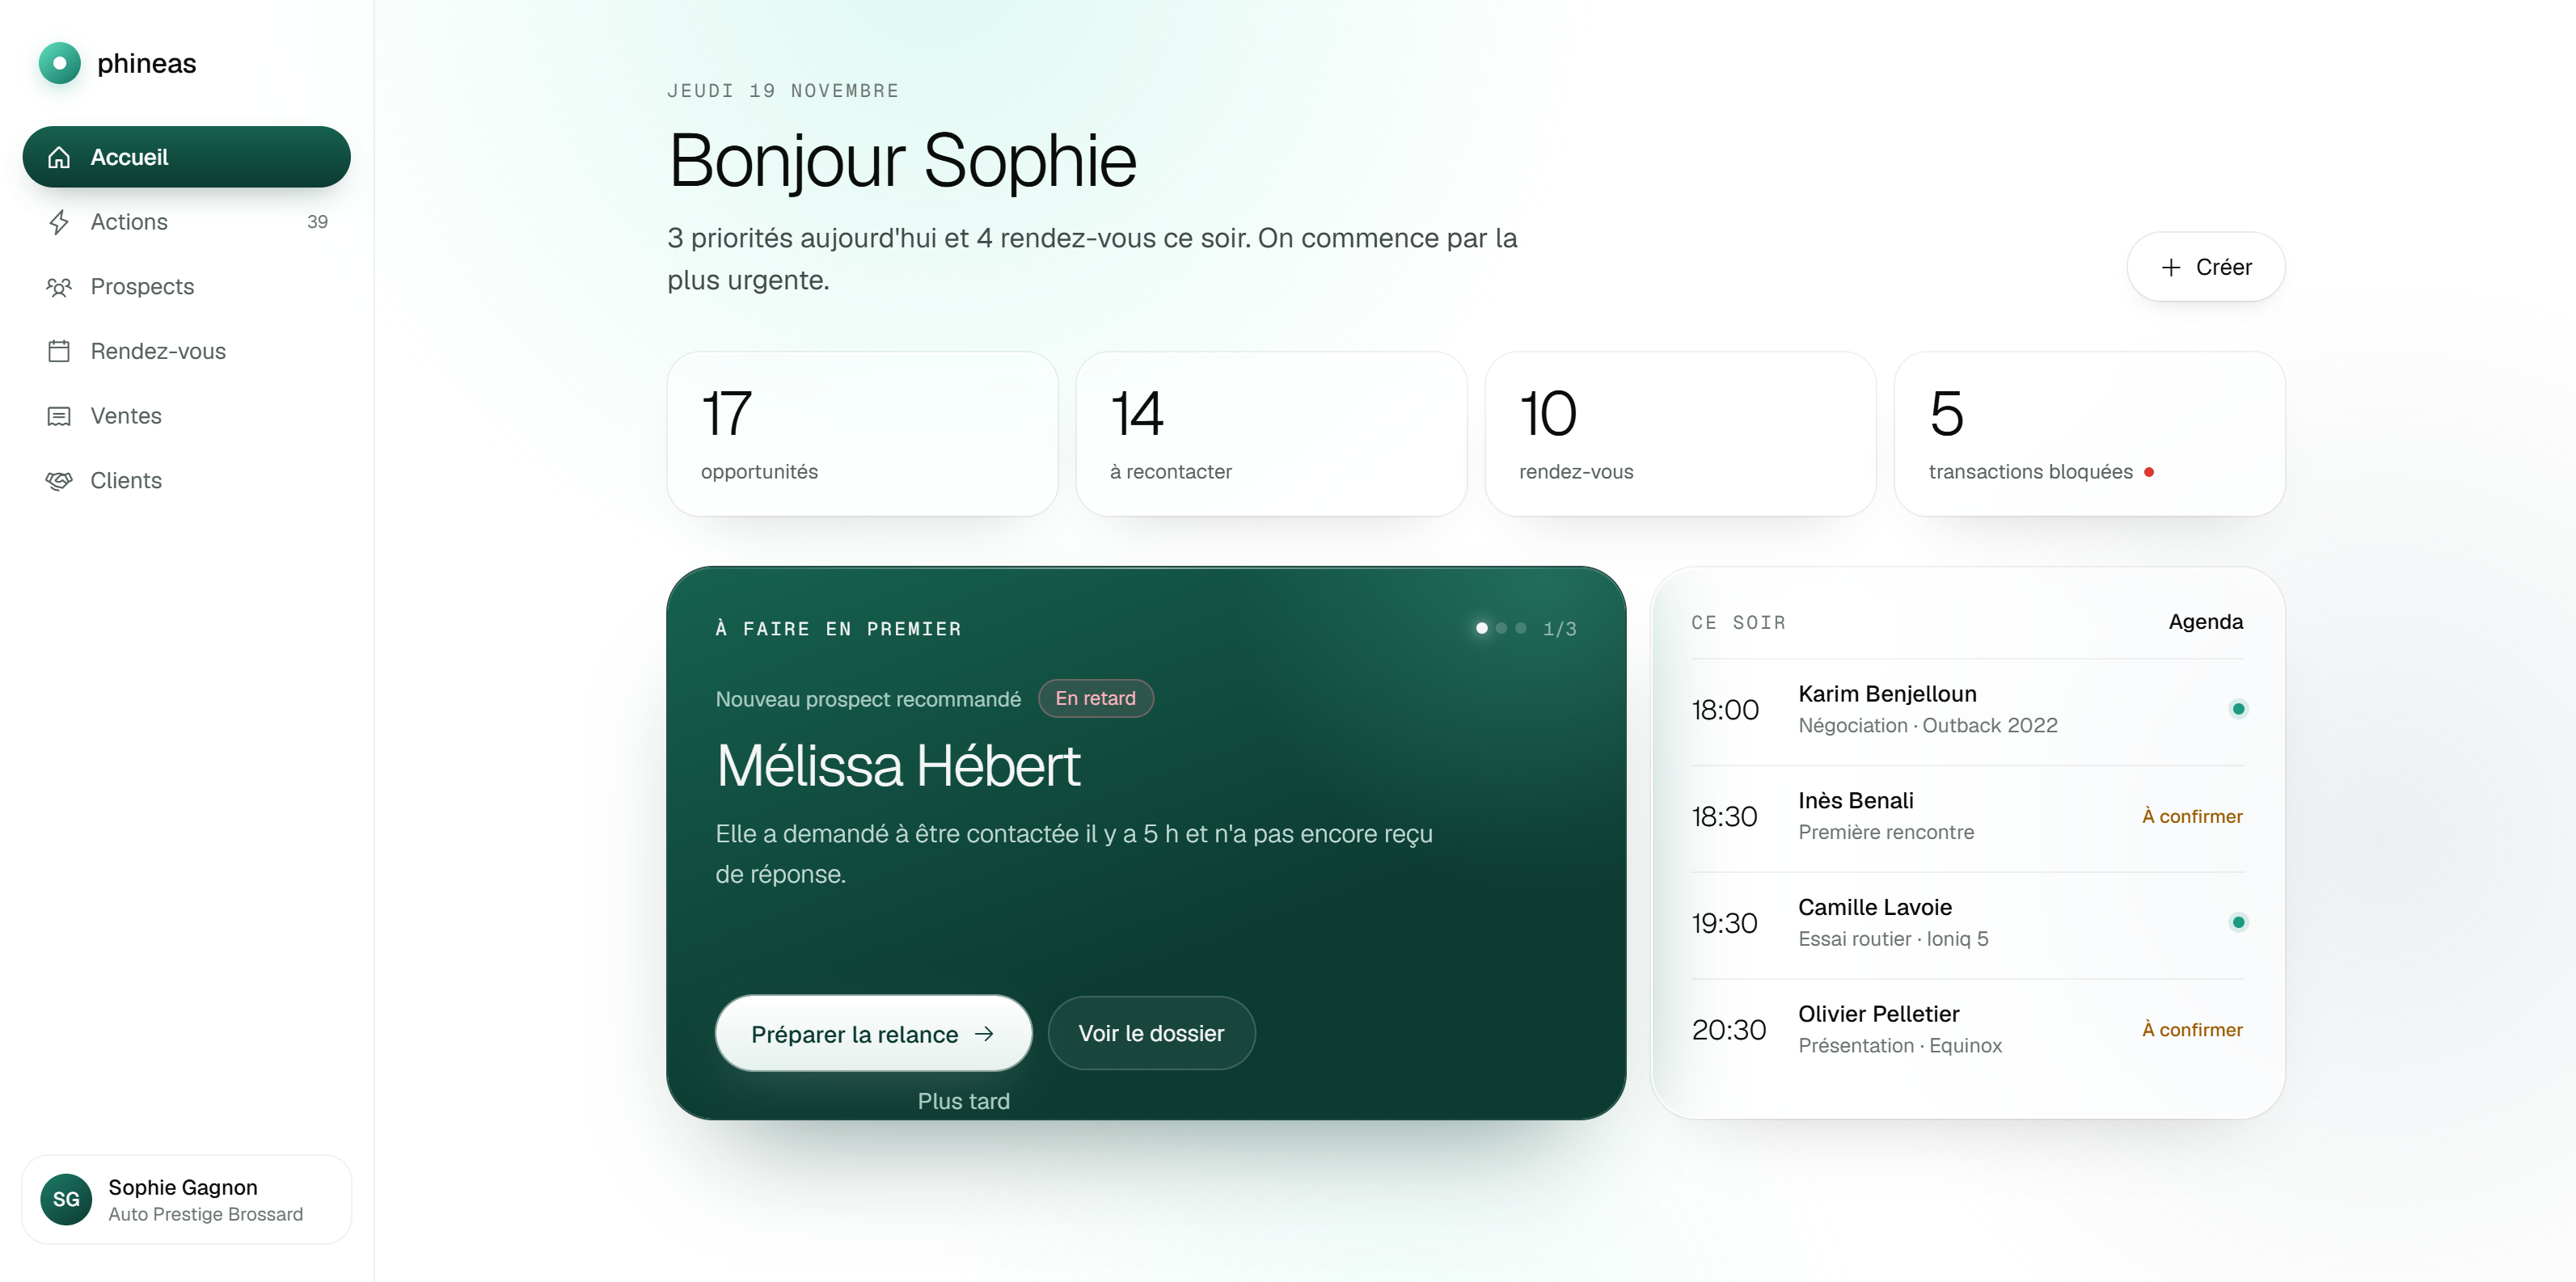 phineas
Accueil
Actions 39
Prospects
Rendez-vous
Ventes
Clients
SG
Sophie Gagnon
Auto Prestige Brossard
JEUDI 19 NOVEMBRE
Bonjour Sophie
3 priorités aujourd'hui et 4 rendez-vous ce soir. On commence par la
plus urgente.
+ Créer
17
opportunités
14
à recontacter
10
rendez-vous
5
transactions bloquées
À FAIRE EN PREMIER
1/3
Nouveau prospect recommandé En retard
Mélissa Hébert
Elle a demandé à être contactée il y a 5 h et n'a pas encore reçu
de réponse.
Préparer la relance →
Voir le dossier
Plus tard
CE SOIR
Agenda
18:00
Karim Benjelloun
Négociation · Outback 2022
18:30
Inès Benali
Première rencontre
À confirmer
19:30
Camille Lavoie
Essai routier · Ioniq 5
20:30
Olivier Pelletier
Présentation · Equinox
À confirmer